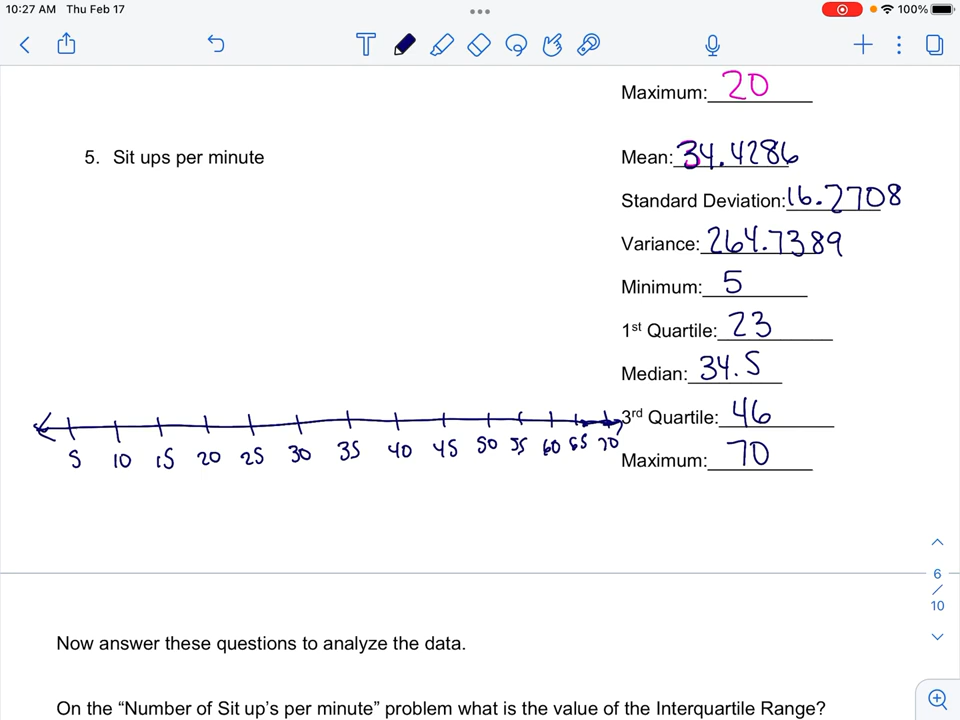 10:27 AM Thu Feb 17
100%
Maximum: 20
5. Sit ups per minute
Mean: 34.4286
Standard Deviation: 16.2708
Variance: 264.7389
Minimum: 5
1st Quartile: 23
Median: 34.5
3rd Quartile: 46
Maximum: 70
5 10 15 20 25 30 35 40 45 50 55 60 65 70
6
/
10
Now answer these questions to analyze the data.
On the “Number of Sit up’s per minute” problem what is the value of the Interquartile Range?